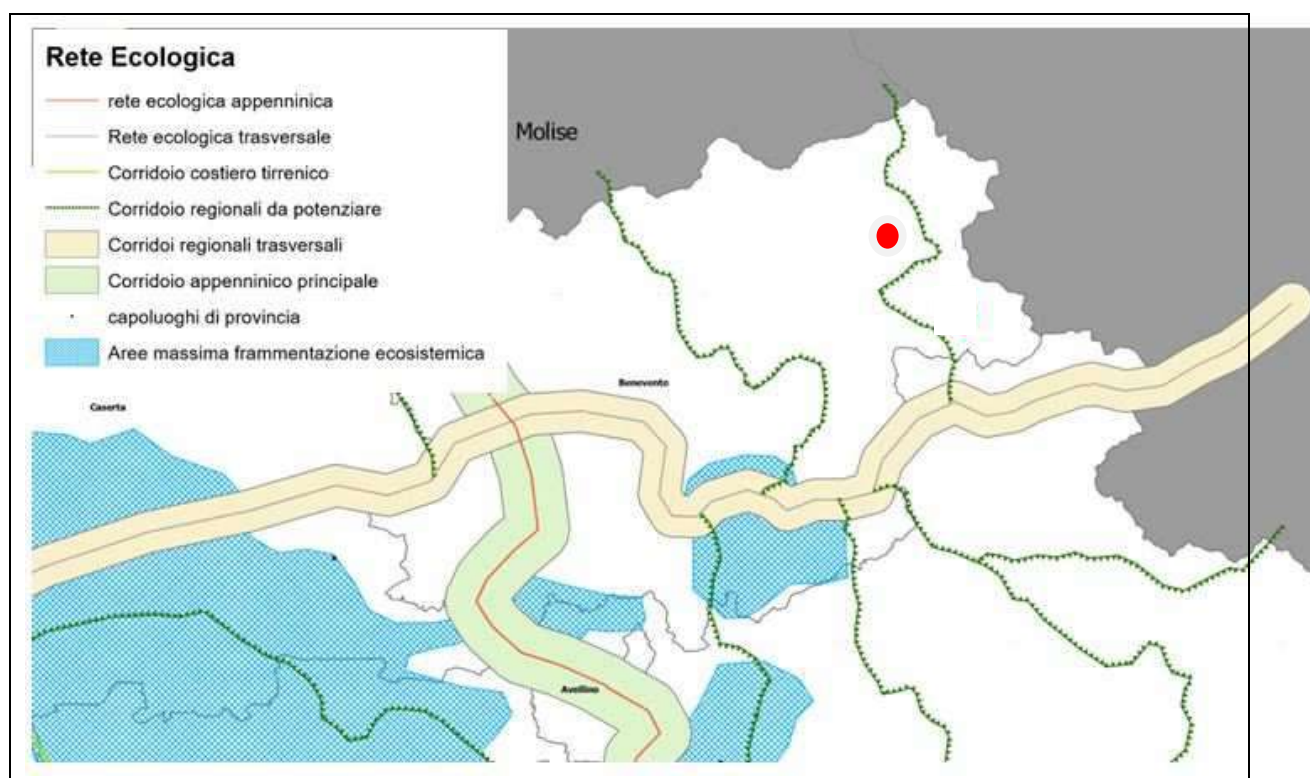 Rete Ecologica
rete ecologica appenninica
Rete ecologica trasversale
Corridoio costiero tirrenico
Corridoio regionali da potenziare
Corridoi regionali trasversali
Corridoio appenninico principale
capoluoghi di provincia
Aree massima frammentazione ecosistemica
Molise
Benevento
Caserta
Avellino